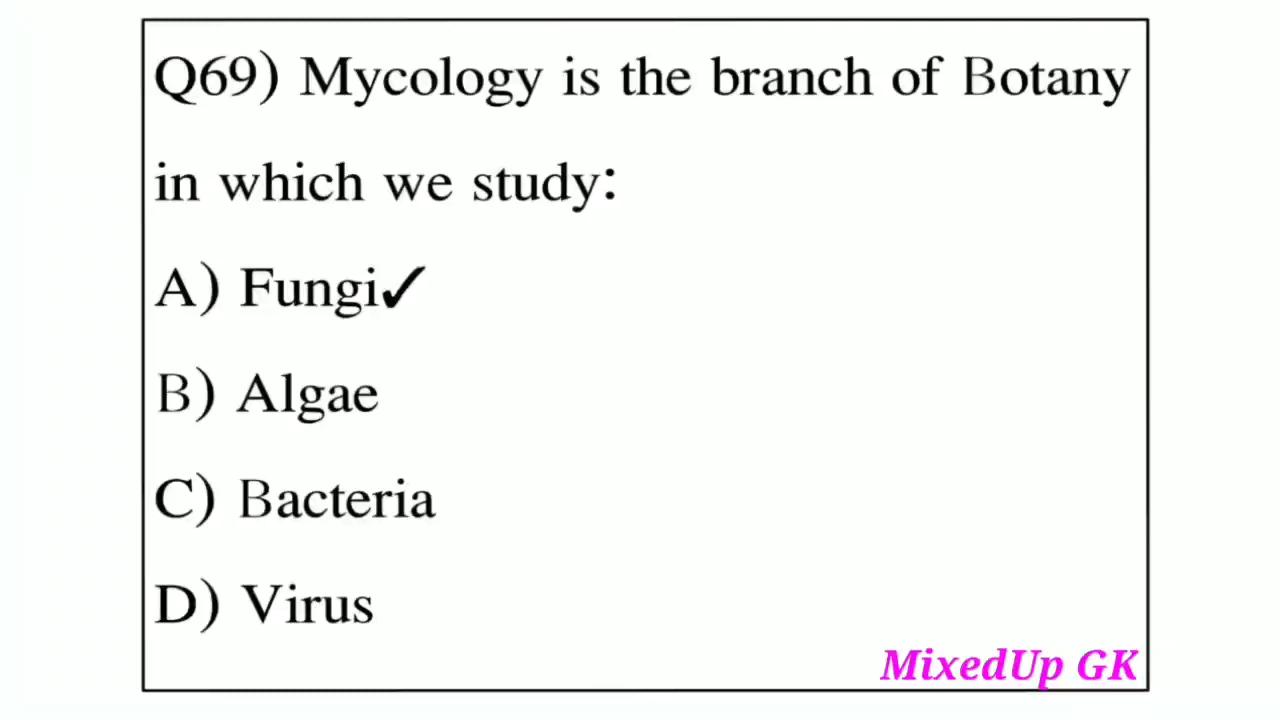 Q69) Mycology is the branch of Botany
in which we study:
A) Fungi✓
B) Algae
C) Bacteria
D) Virus
MixedUp GK